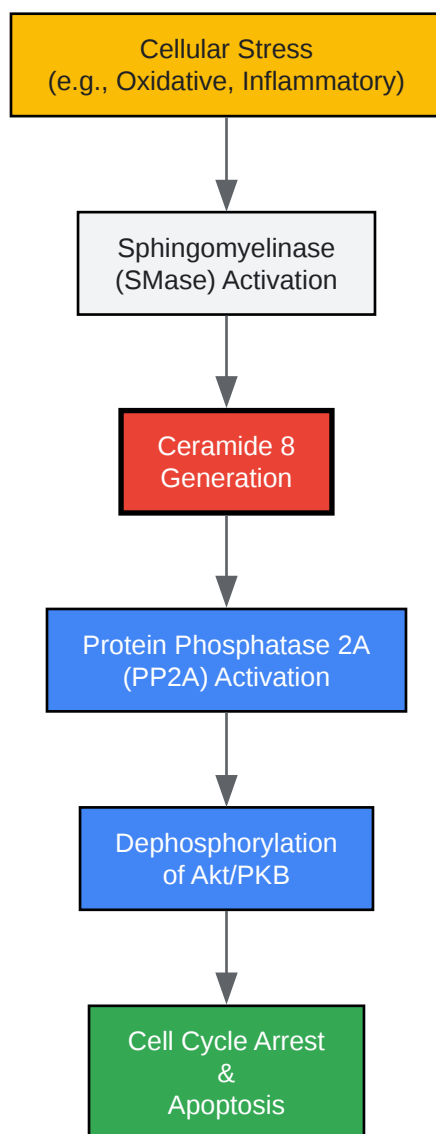 Cellular Stress
(e.g., Oxidative, Inflammatory)
Sphingomyelinase
(SMase) Activation
Ceramide 8
Generation
Protein Phosphatase 2A
(PP2A) Activation
Dephosphorylation
of Akt/PKB
Cell Cycle Arrest
&
Apoptosis